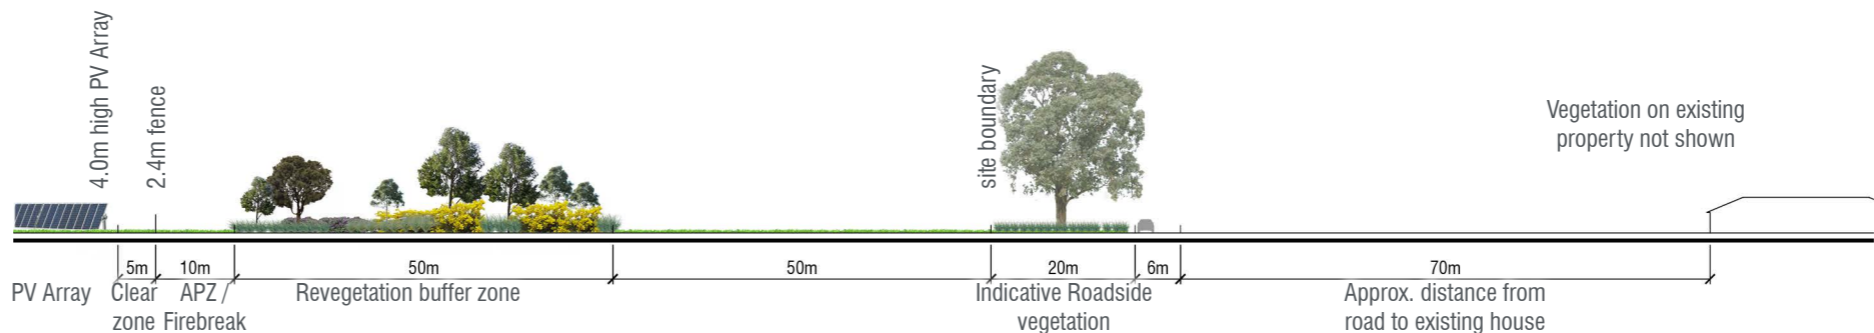 4.0m high PV Array
2.4m fence
site boundary
Vegetation on existing
property not shown
5m
10m
50m
50m
20m
6m
70m
PV Array
Clear
zone
APZ /
Firebreak
Revegetation buffer zone
Indicative Roadside
vegetation
Approx. distance from
road to existing house